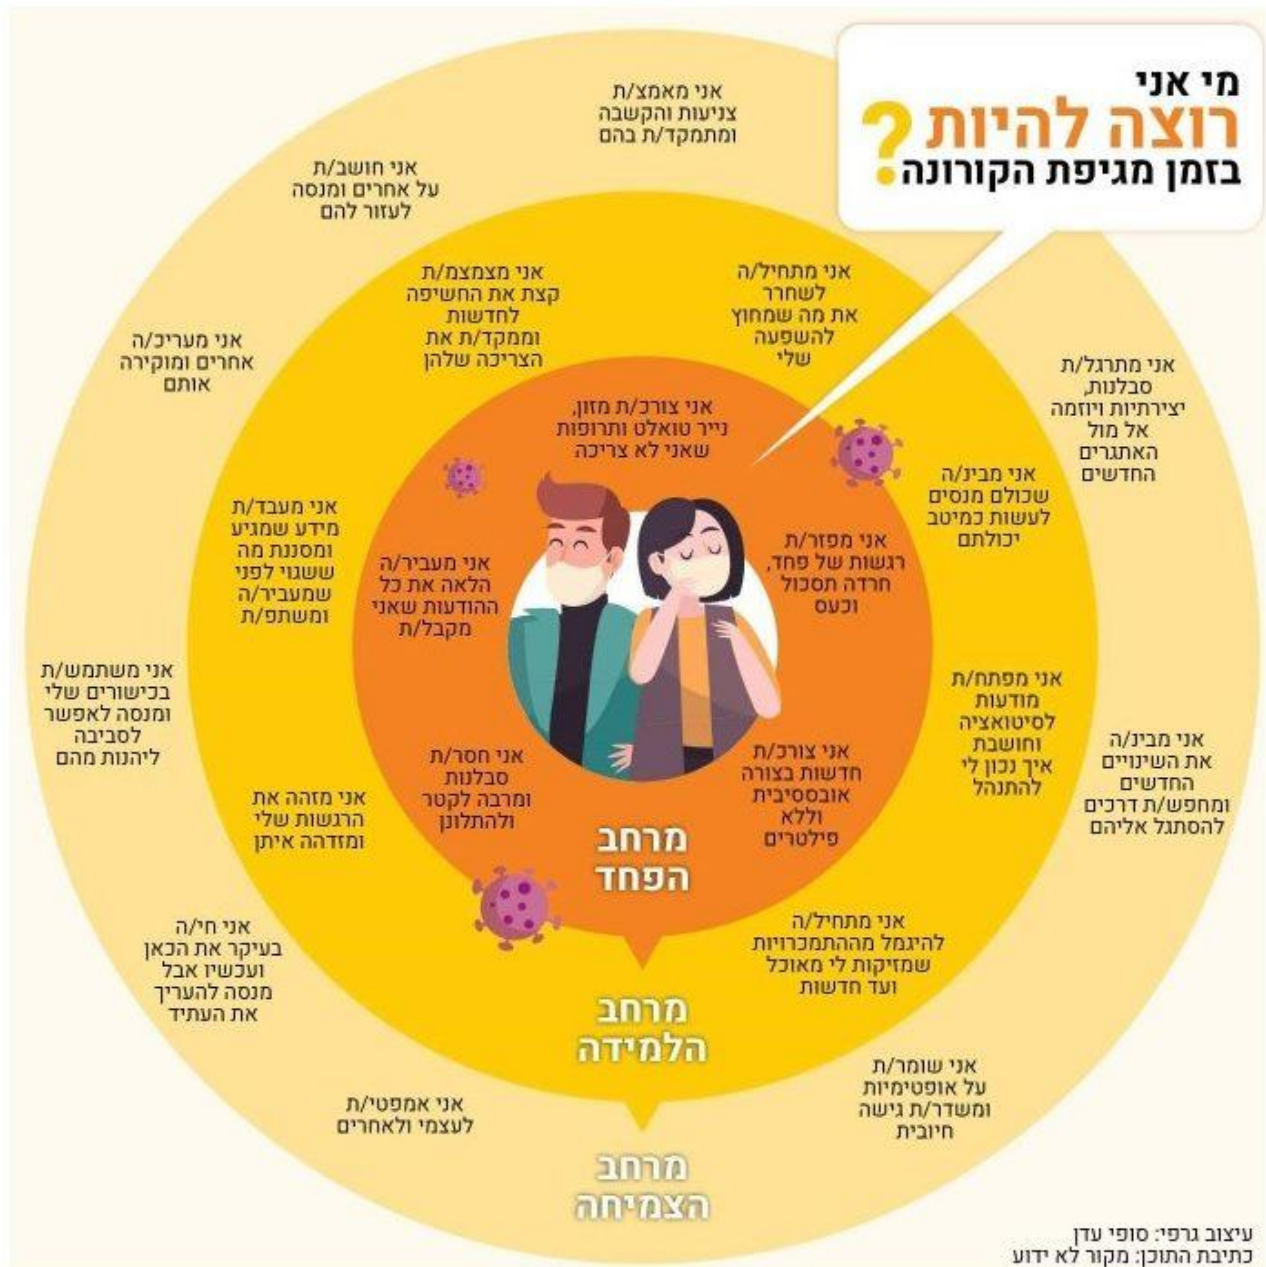 מי אני
רוצה להיות?
בזמן מגיפת הקורונה
אני מאמצ/ת
צניעות והקשבה
ומתמקד/ת בהם
אני חושב/ת
על אחרים ומנסה
לעזור להם
אני מעריכ/ה
אחרים ומוקירה
אותם
אני מתרגל/ת
סבלנות,
יצירתיות ויוזמה
אל מול
האתגרים
החדשים
אני משתמש/ת
בכישורים שלי
ומנסה לאפשר
לסביבה
ליהנות מהם
אני מבינ/ה
את השינויים
החדשים
ומחפש/ת דרכים
להסתגל אליהם
אני חי/ה
בעיקר את הכאן
ועכשיו אבל
מנסה להעריך
את העתיד
אני שומר/ת
על אופטימיות
ומשדר/ת גישה
חיובית
אני אמפטי/ת
לעצמי ולאחרים
מרחב
הצמיחה
אני מתחיל/ה
לשחרר
את מה שמחוץ
להשפעה
שלי
אני מצמצמ/ת
קצת את החשיפה
לחדשות
וממקד/ת את
הצריכה שלהן
אני מבינ/ה
שכולם מנסים
לעשות כמיטב
יכולתם
אני מעבד/ת
מידע שמגיע
ומסננת מה
ששגוי לפני
שמעביר/ה
ומשתפ/ת
אני מפתח/ת
מודעות
לסיטואציה
וחושבת
איך נכון לי
להתנהל
אני מזהה את
הרגשות שלי
ומזדהה איתן
אני מתחיל/ה
להיגמל מההתמכרויות
שמזיקות לי מאוכל
ועד חדשות
מרחב
הלמידה
אני צורכ/ת מזון,
נייר טואלט ותרופות
שאני לא צריכה
אני מפזר/ת
רגשות של פחד,
חרדה תסכול
וכעס
אני מעביר/ה
הלאה את כל
ההודעות שאני
מקבל/ת
אני צורכ/ת
חדשות בצורה
אובססיבית
וללא
פילטרים
אני חסר/ת
סבלנות
ומרבה לקטר
ולהתלונן
מרחב
הפחד
עיצוב גרפי: סופי עדן
כתיבת התוכן: מקור לא ידוע